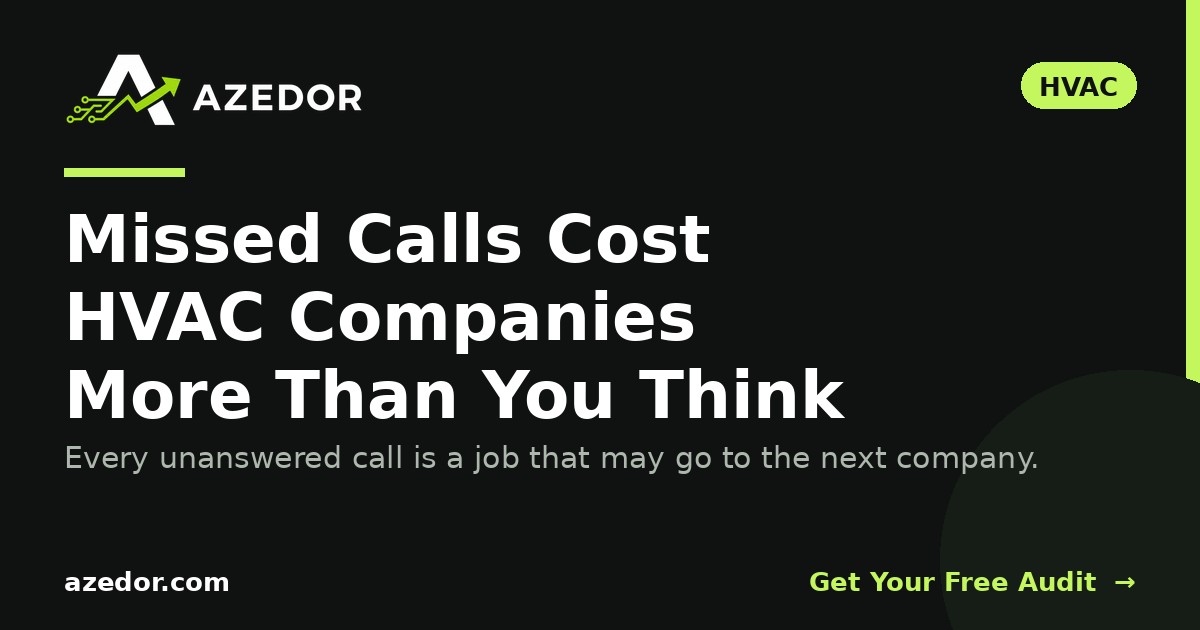 AZEDOR
HVAC
Missed Calls Cost
HVAC Companies
More Than You Think
Every unanswered call is a job that may go to the next company.
azedor.com
Get Your Free Audit →